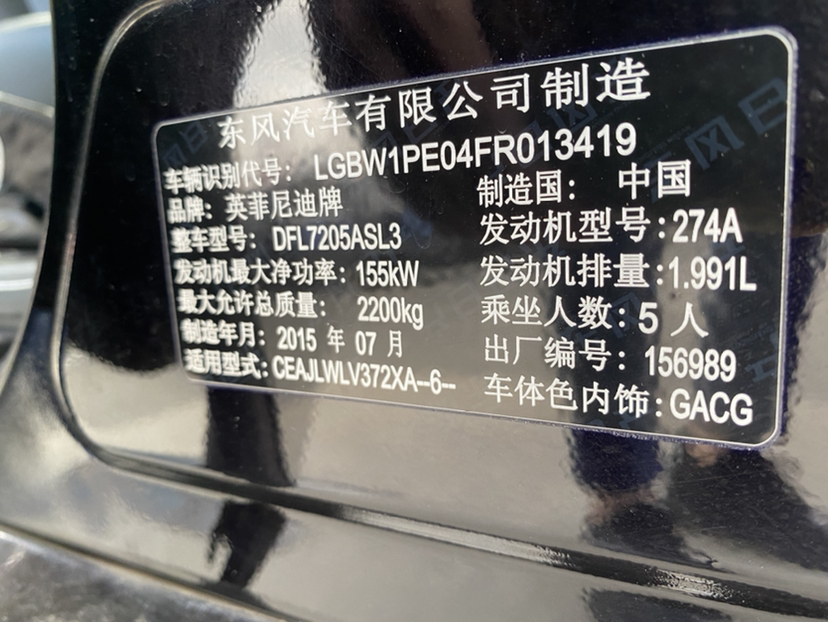 东风汽车有限公司制造
车辆识别代号: LGBW1PE04FR013419
品牌: 英菲尼迪牌 制造国: 中国
整车型号: DFL7205ASL3 发动机型号:274A
发动机最大净功率: 155kW 发动机排量:1.991L
最大允许总质量: 2200kg 乘坐人数:5 人
制造年月: 2015 年 07 月 出厂编号: 156989
适用型式: CEAJLWLV372XA--6-- 车体色内饰:GACG